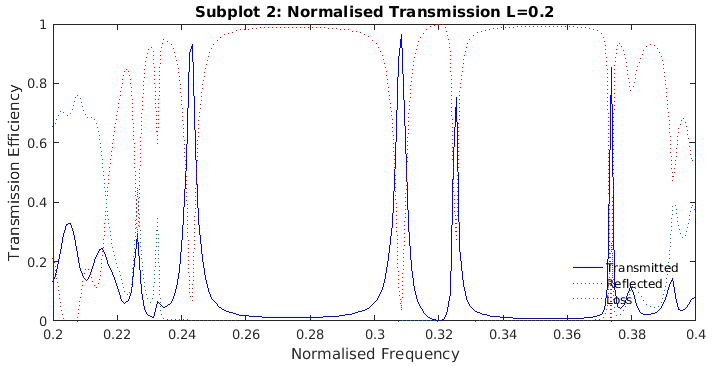 Subplot 2: Normalised Transmission L=0.2
Transmission Efficiency
1
0.8
0.6
0.4
0.2
0
Transmitted
Reflected
Loss
0.2 0.22 0.24 0.26 0.28 0.3 0.32 0.34 0.36 0.38 0.4
Normalised Frequency